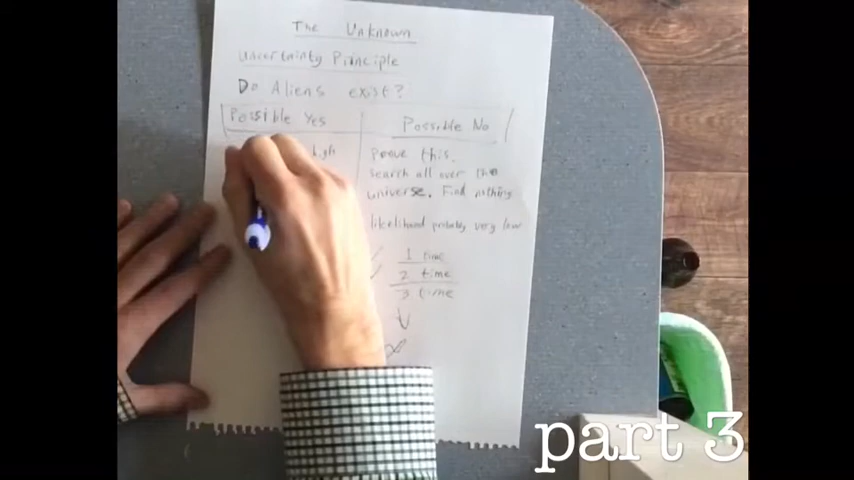 The Unknown
Uncertainty Principle
Do Aliens exist?
Possible Yes
Possible No
high
Prove this.
search all over the
universe. Find nothing
likelihood probably very low
1 time
2 time
3 time
∞
part 3